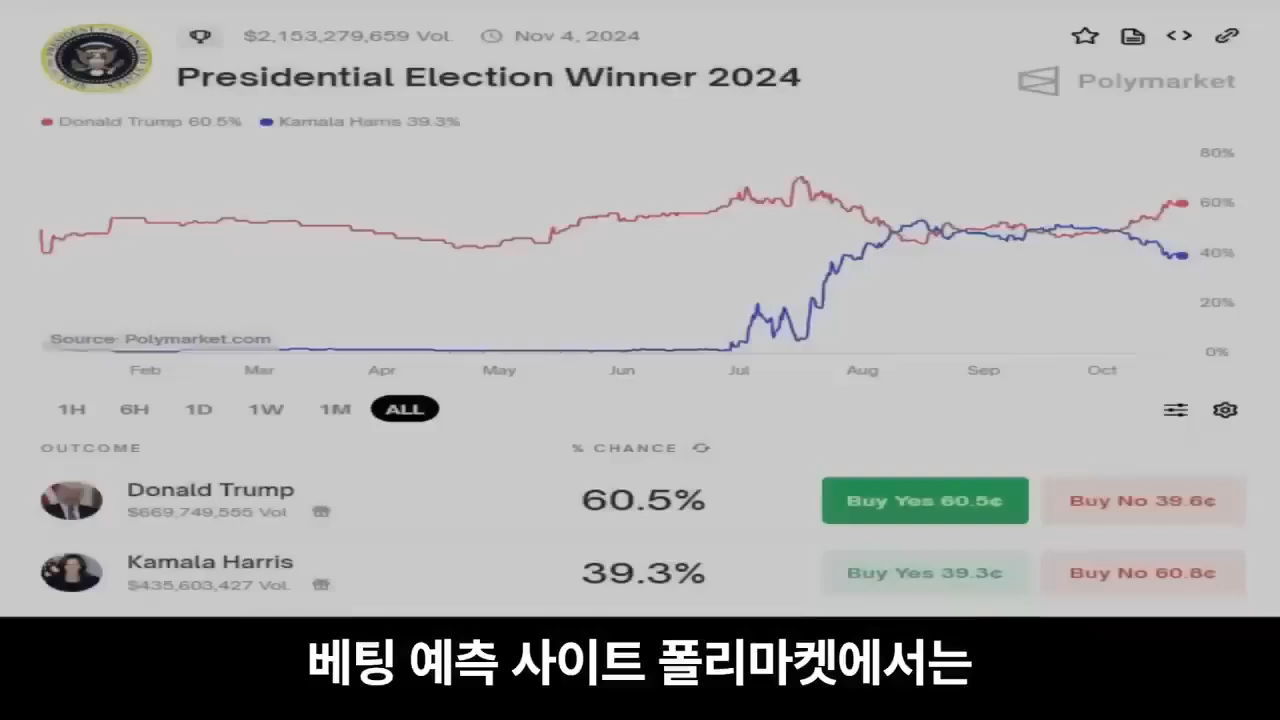 $2,153,279,659 Vol. Nov 4, 2024
Presidential Election Winner 2024
Polymarket
Donald Trump 60.5% Kamala Harris 39.3%
80%
60%
40%
20%
0%
Source: Polymarket.com
Feb Mar Apr May Jun Jul Aug Sep Oct
1H 6H 1D 1W 1M ALL
OUTCOME % CHANCE
Donald Trump
$669,749,555 Vol.
60.5%
Buy Yes 60.5¢ Buy No 39.6¢
Kamala Harris
$435,603,427 Vol.
39.3%
Buy Yes 39.3¢ Buy No 60.8¢
베팅 예측 사이트 폴리마켓에서는